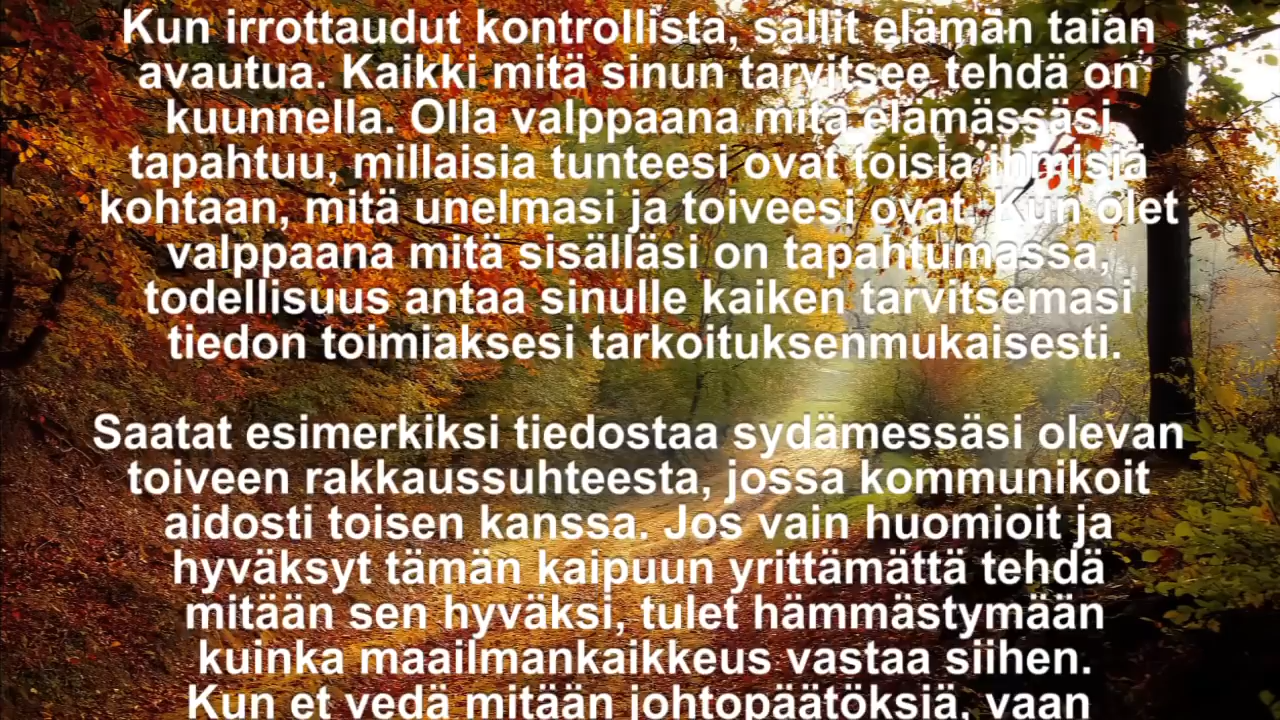 Kun irrottaudut kontrollista, sallit elämän taian
avautua. Kaikki mitä sinun tarvitsee tehdä on
kuunnella. Olla valppaana mitä elämässäsi
tapahtuu, millaisia tunteesi ovat toisia ihmisiä
kohtaan, mitä unelmasi ja toiveesi ovat. Kun olet
valppaana mitä sisälläsi on tapahtumassa,
todellisuus antaa sinulle kaiken tarvitsemasi
tiedon toimiaksesi tarkoituksenmukaisesti.
Saatat esimerkiksi tiedostaa sydämessäsi olevan
toiveen rakkaussuhteesta, jossa kommunikoit
aidosti toisen kanssa. Jos vain huomioit ja
hyväksyt tämän kaipuun yrittämättä tehdä
mitään sen hyväksi, tulet hämmästymään
kuinka maailmankaikkeus vastaa siihen.
Kun et vedä mitään johtopäätöksiä, vaan